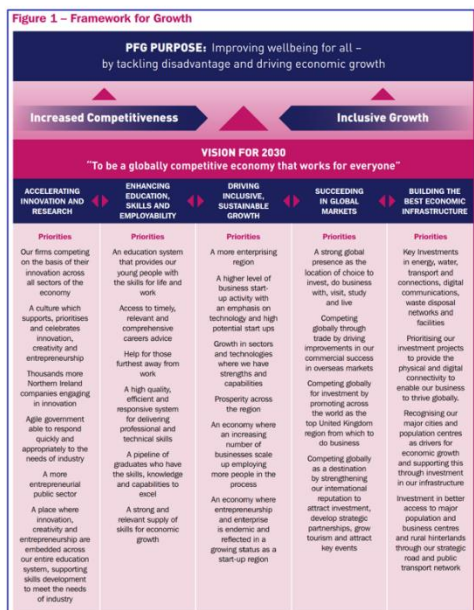 Figure 1 – Framework for Growth
PFG PURPOSE: Improving wellbeing for all –
by tackling disadvantage and driving economic growth
Increased Competitiveness
Inclusive Growth
VISION FOR 2030
"To be a globally competitive economy that works for everyone"
ACCELERATING
INNOVATION AND
RESEARCH
Priorities
Our firms competing
on the basis of their
innovation across
all sectors of the
economy
A culture which
supports, prioritises
and celebrates
innovation,
creativity and
entrepreneurship
Thousands more
Northern Ireland
companies engaging
in innovation
Agile government
able to respond
quickly and
appropriately to the
needs of industry
A more
entrepreneurial
public sector
A place where
innovation,
creativity and
entrepreneurship are
embedded across
our entire education
system, supporting
skills development
to meet the needs
of industry
ENHANCING
EDUCATION,
SKILLS AND
EMPLOYABILITY
Priorities
An education system
that provides our
young people with
the skills for life and
work
Access to timely,
relevant and
comprehensive
careers advice
Help for those
furthest away from
work
A high quality,
efficient and
responsive system
for delivering
professional and
technical skills
A pipeline of
graduates who have
the skills, knowledge
and capabilities to
excel
A strong and
relevant supply of
skills for economic
growth
DRIVING
INCLUSIVE,
SUSTAINABLE
GROWTH
Priorities
A more enterprising
region
A higher level of
business start-
up activity with
an emphasis on
technology and high
potential start ups
Growth in sectors
and technologies
where we have
strengths and
capabilities
Prosperity across
the region
An economy where
an increasing
number of
businesses scale
up employing
more people in the
process
An economy where
entrepreneurship
and enterprise
is endemic and
reflected in a
growing status as a
start-up region
SUCCEEDING
IN GLOBAL
MARKETS
Priorities
A strong global
presence as the
location of choice to
invest, do business
with, visit, study
and live
Competing
globally through
trade by driving
improvements in our
commercial success
in overseas markets
Competing globally
for investment by
promoting across
the world as the
top United Kingdom
region from which to
do business
Competing globally
as a destination by
strengthening our
international
reputation to
attract investment,
develop strategic
partnerships, grow
tourism and attract
key events
BUILDING THE
BEST ECONOMIC
INFRASTRUCTURE
Priorities
Key Investments
in energy, water,
transport and
connections, digital
communications,
waste disposal
networks and
facilities
Prioritising our
investment projects
to provide the
physical and digital
connectivity to
enable our business
to thrive globally.
Recognising our
major cities and
population centres
as drivers for
economic growth and
supporting this
through investment
in our infrastructure
Investment in better
access to major
population and
business centres
and rural hinterlands
through our strategic
road and public
transport network